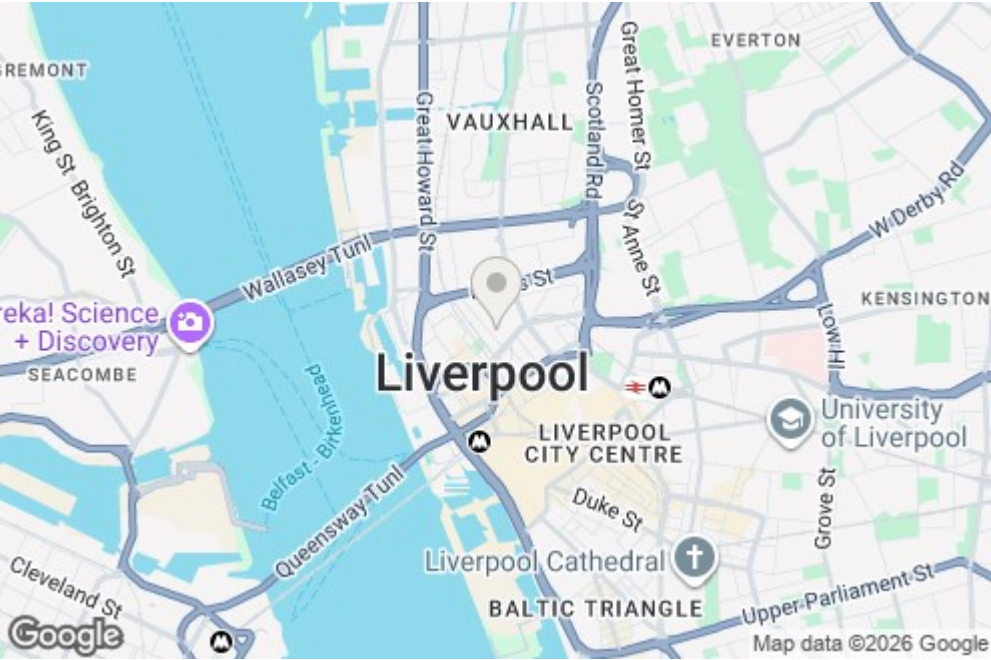 EVERTON
Great Homer St
GREMONT
King St
Brighton St
Great Howard St
VAUXHALL
Scotland Rd
St Anne St
W Derby Rd
Wallasey Tunl
St
KENSINGTON
reka! Science
+ Discovery
Low Hill
SEACOMBE
Liverpool
Belfast - Birkenhead
University
of Liverpool
LIVERPOOL
CITY CENTRE
Queensway Tunl
Duke St
Grove St
Liverpool Cathedral
Cleveland St
BALTIC TRIANGLE
Upper Parliament St
Google
Map data ©2026 Google